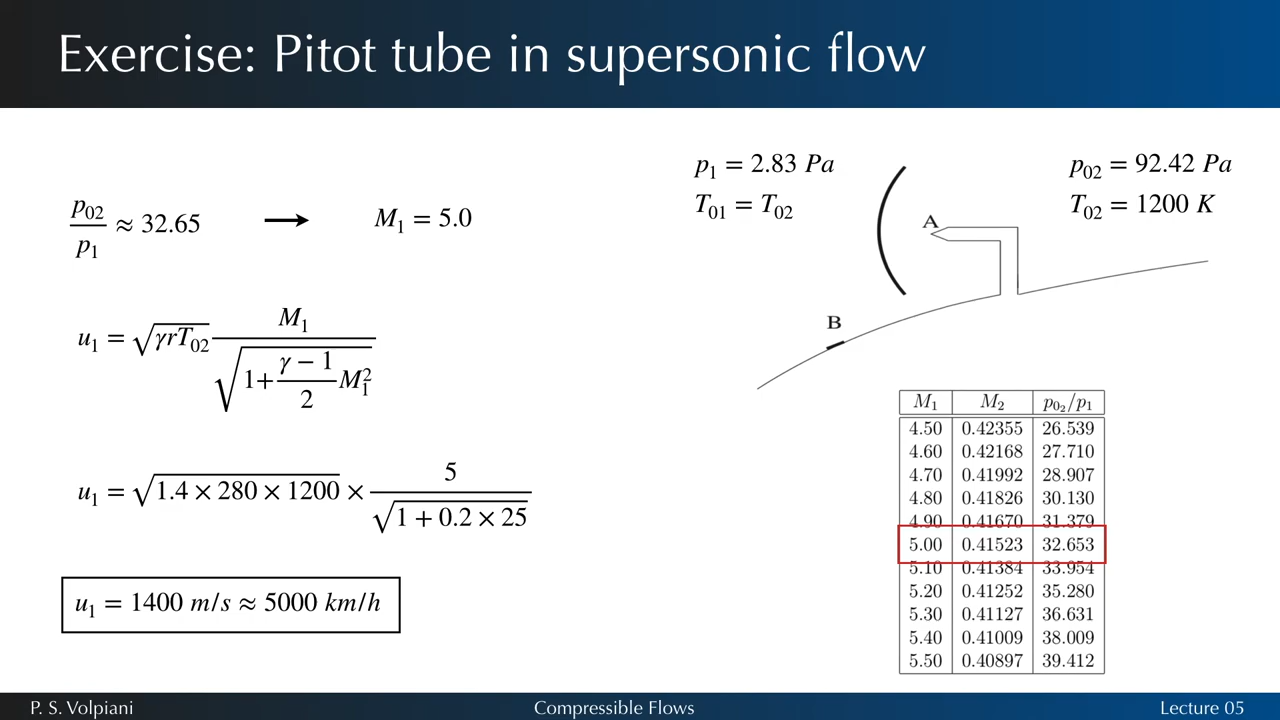 Exercise: Pitot tube in supersonic flow
p₀₂/p₁ ≈ 32.65 → M₁ = 5.0
u₁ = √(γrT₀₂) M₁/√(1+(γ − 1)/2 M₁²)
u₁ = √(1.4 × 280 × 1200) × 5/√(1 + 0.2 × 25)
u₁ = 1400 m/s ≈ 5000 km/h
p₁ = 2.83 Pa
T₀₁ = T₀₂
p₀₂ = 92.42 Pa
T₀₂ = 1200 K
A
B
M₁ M₂ p₀₂/p₁
4.50 0.42355 26.539
4.60 0.42168 27.710
4.70 0.41992 28.907
4.80 0.41826 30.130
4.90 0.41670 31.379
5.00 0.41523 32.653
5.10 0.41384 33.954
5.20 0.41252 35.280
5.30 0.41127 36.631
5.40 0.41009 38.009
5.50 0.40897 39.412
P. S. Volpiani
Compressible Flows
Lecture 05